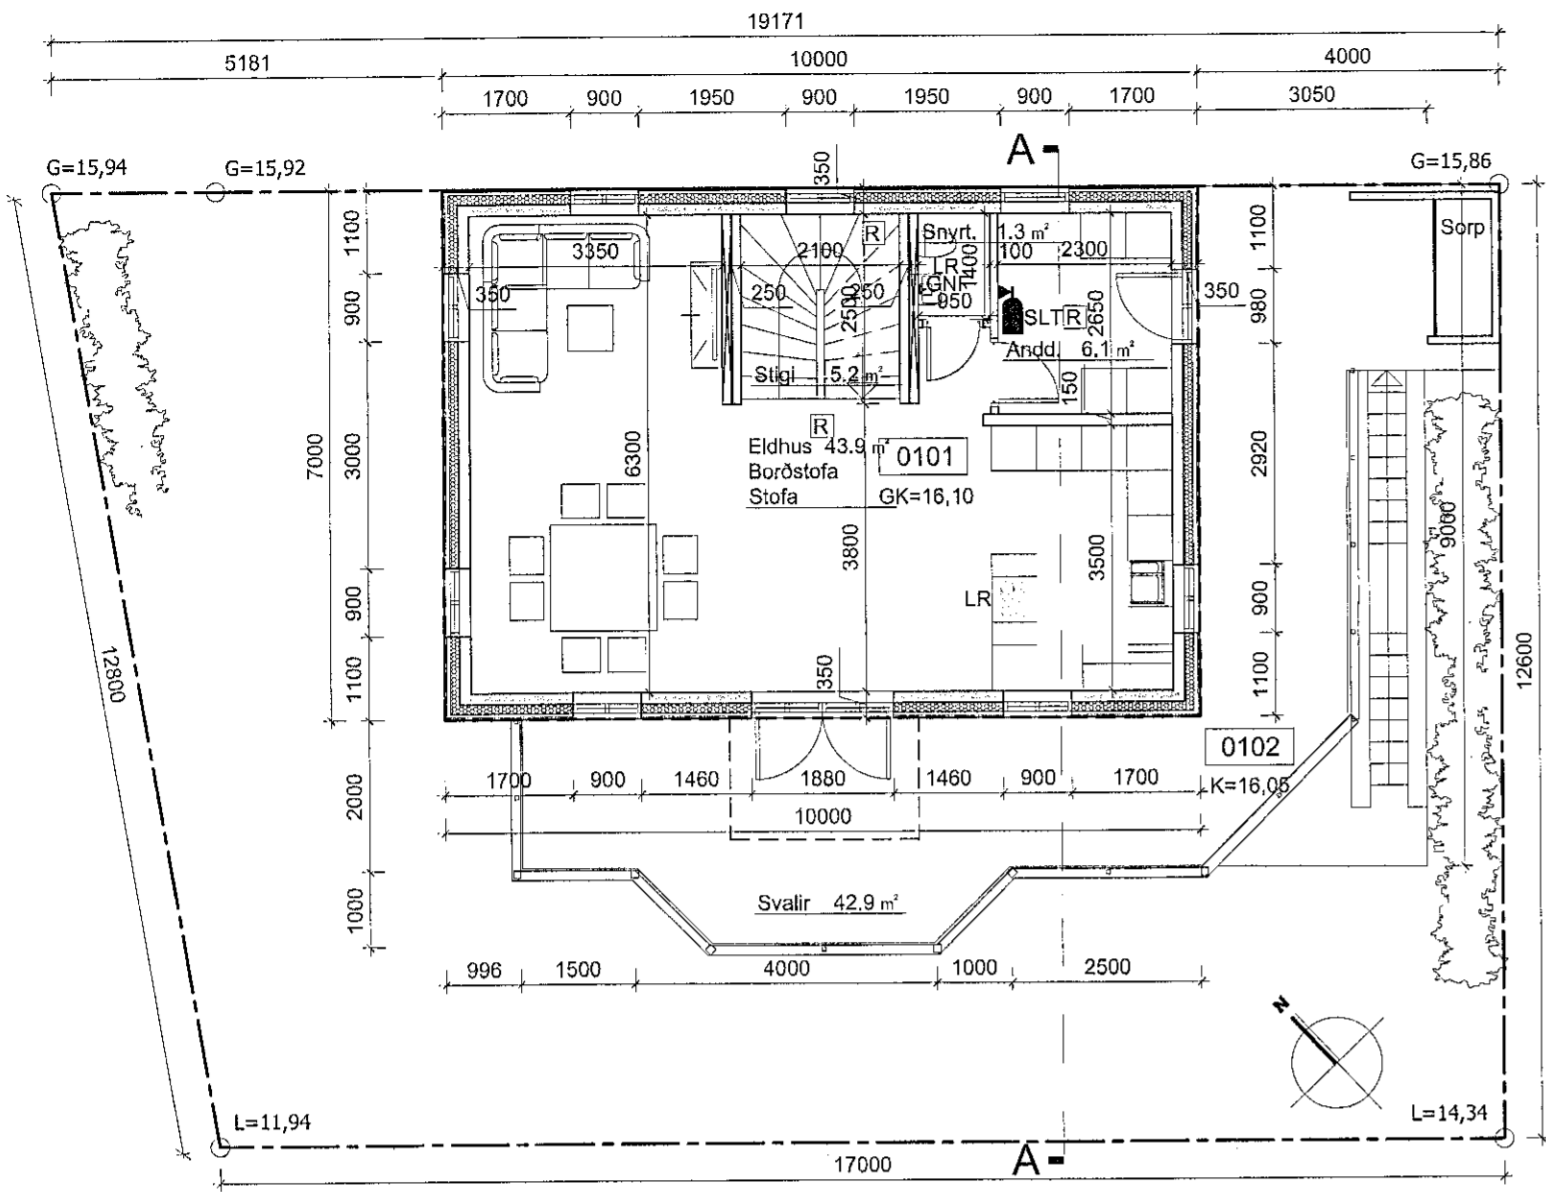 19171
5181 10000 4000
1700 900 1950 900 1950 900 1700 3050
A
G=15,94 G=15,92 350 G=15,86
1100 Snyrt. 1.3 m² 1100 Sorp
R
3350 2100 1400 100 2300
LR
GNF
350 250 2500 250 950 350
900 SLT R 2650 980
Andd. 6.1 m²
Stigi 5.2 m² 150
R
7000 3000 6300 Eldhus 43.9 m² 0101 2920
Borðstofa
Stofa GK=16,10
9000
3800 3500
900 LR 900
12800 1100 350 1100 12600
0102
1700 900 1460 1880 1460 900 1700 K=16,05
2000 10000
1000 Svalir 42.9 m²
996 1500 4000 1000 2500
N
L=11,94 L=14,34
A
17000